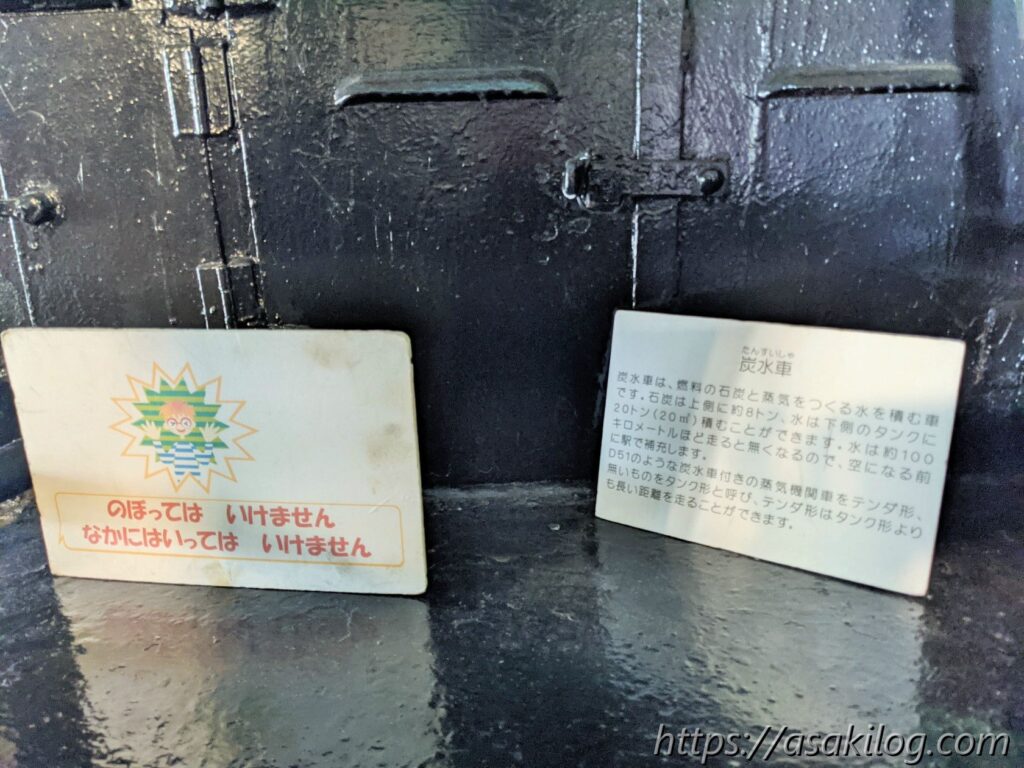 のぼっては いけません
なかにはいっては いけません
たんすいしゃ
炭水車
炭水車は、燃料の石炭と蒸気をつくる水を積む車
です。石炭は上側に約8トン、水は下側のタンクに
20トン(20㎥)積むことができます。水は約100
キロメートルほど走ると無くなるので、空になる前
に駅で補充します。
D51のような炭水車付きの蒸気機関車をテンダ形、
無いものをタンク形と呼び、テンダ形はタンク形より
も長い距離を走ることができます。
https://asakilog.com